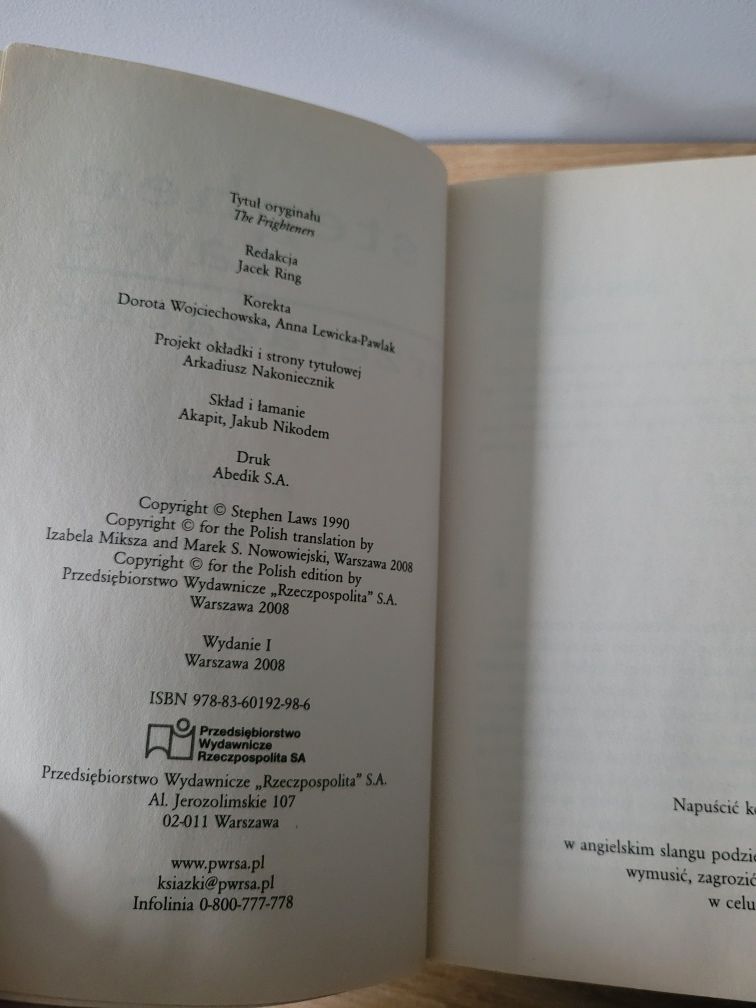 Tytuł oryginału
The Frighteners
Redakcja
Jacek Ring
Korekta
Dorota Wojciechowska, Anna Lewicka-Pawlak
Projekt okładki i strony tytułowej
Arkadiusz Nakoniecznik
Skład i łamanie
Akapit, Jakub Nikodem
Druk
Abedik S.A.
Copyright © Stephen Laws 1990
Copyright © for the Polish translation by
Izabela Miksza and Marek S. Nowowiejski, Warszawa 2008
Copyright © for the Polish edition by
Przedsiębiorstwo Wydawnicze „Rzeczpospolita” S.A.
Warszawa 2008
Wydanie I
Warszawa 2008
ISBN 978-83-60192-98-6
Przedsiębiorstwo
Wydawnicze
Rzeczpospolita SA
Przedsiębiorstwo Wydawnicze „Rzeczpospolita” S.A.
Al. Jerozolimskie 107
02-011 Warszawa
www.pwrsa.pl
ksiazki@pwrsa.pl
Infolinia 0-800-777-778
Napuścić
w angielskim slangu
wymusić, zagrozić
w celu